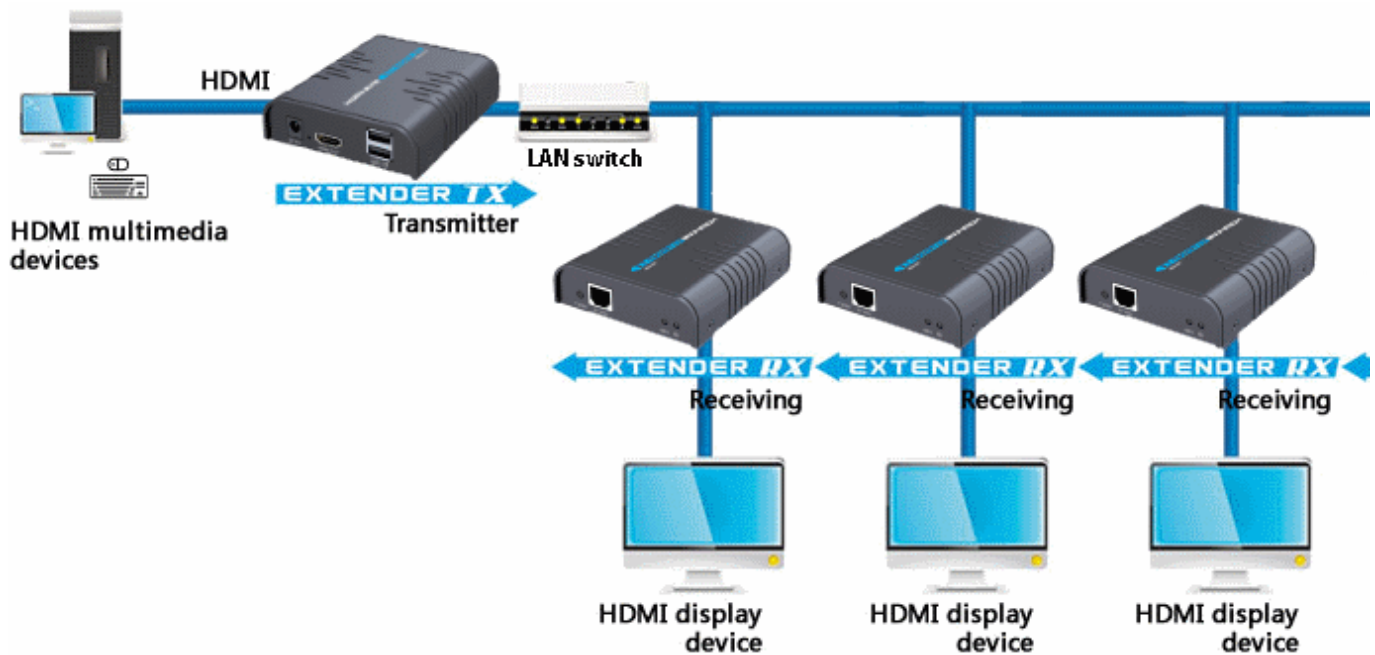 HDMI
LAN switch
EXTENDER TX
Transmitter
HDMI multimedia
devices
EXTENDER RX
EXTENDER RX
EXTENDER RX
Receiving
Receiving
Receiving
HDMI display
device
HDMI display
device
HDMI display
device